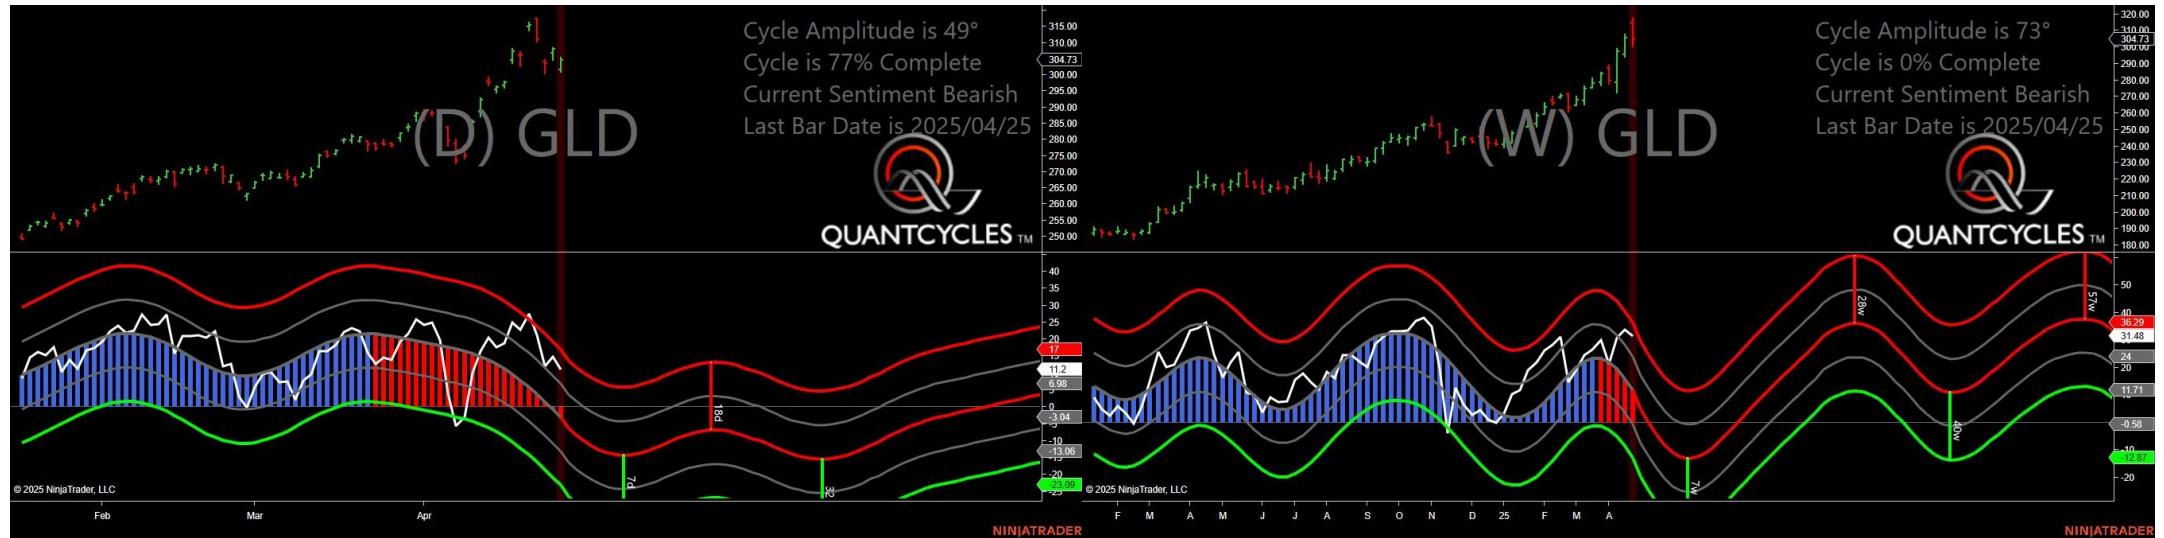 Cycle Amplitude is 49°
Cycle is 77% Complete
Current Sentiment Bearish
Last Bar Date is 2025/04/25
(D) GLD
QUANTCYCLES TM
315.00
310.00
304.73
300.00
295.00
290.00
285.00
280.00
275.00
270.00
265.00
260.00
255.00
250.00
40
35
30
25
20
17
11.2
6.98
0
-3.04
-10
-13.06
-20
-23.09
7d
18d
32
© 2025 NinjaTrader, LLC
Feb
Mar
Apr
NINJATRADER
Cycle Amplitude is 73°
Cycle is 0% Complete
Current Sentiment Bearish
Last Bar Date is 2025/04/25
(W) GLD
QUANTCYCLES TM
320.00
304.73
300.00
290.00
280.00
270.00
260.00
250.00
240.00
230.00
220.00
210.00
200.00
190.00
180.00
50
40
36.29
31.48
24
20
11.71
-0.58
-10
-12.87
-20
7w
28w
40w
57w
© 2025 NinjaTrader, LLC
F
M
A
M
J
J
A
S
O
N
D
25
F
M
A
NINJATRADER